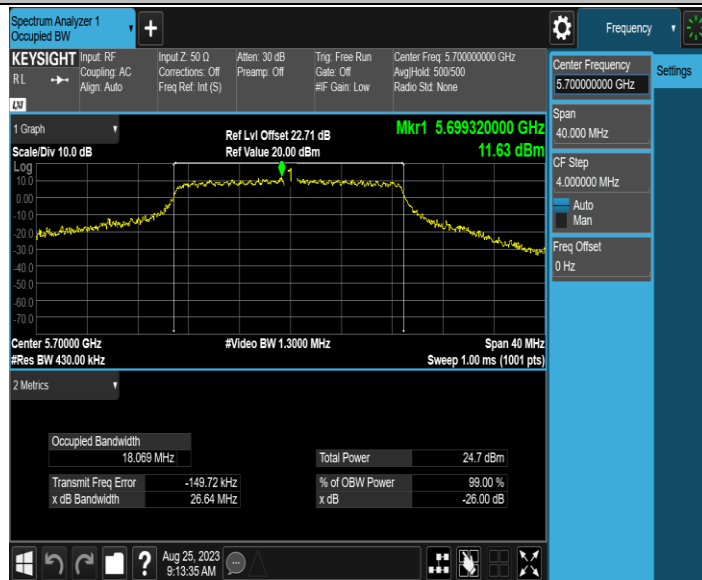 Spectrum Analyzer 1
Occupied BW
+
Frequency
KEYSIGHT
RL
LXI
Input: RF
Coupling: AC
Align: Auto
Input Z: 50 Ω
Corrections: Off
Freq Ref: Int (S)
Atten: 30 dB
Preamp: Off
Trig: Free Run
Gate: Off
#IF Gain: Low
Center Freq: 5.700000000 GHz
Avg|Hold: 500/500
Radio Std: None
Center Frequency
5.700000000 GHz
Settings
Span
40.000 MHz
CF Step
4.000000 MHz
Auto
Man
Freq Offset
0 Hz
1 Graph
Scale/Div 10.0 dB
Ref Lvl Offset 22.71 dB
Ref Value 20.00 dBm
Mkr1 5.699320000 GHz
11.63 dBm
Log
10.0
0.00
-10.0
-20.0
-30.0
-40.0
-50.0
-60.0
-70.0
1
Center 5.70000 GHz
#Res BW 430.00 kHz
#Video BW 1.3000 MHz
Span 40 MHz
Sweep 1.00 ms (1001 pts)
2 Metrics
Occupied Bandwidth
18.069 MHz
Transmit Freq Error -149.72 kHz
x dB Bandwidth 26.64 MHz
Total Power 24.7 dBm
% of OBW Power 99.00 %
x dB -26.00 dB
?
Aug 25, 2023
9:13:35 AM